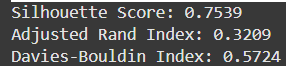 Silhouette Score: 0.7539
Adjusted Rand Index: 0.3209
Davies-Bouldin Index: 0.5724